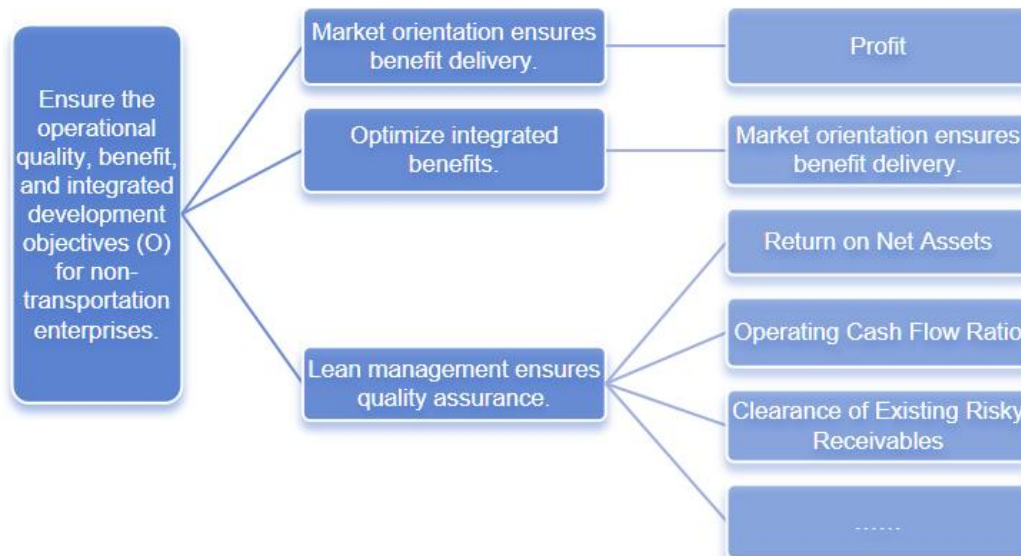 Ensure the
operational
quality, benefit,
and integrated
development
objectives (O)
for non-
transportation
enterprises.
Market orientation ensures
benefit delivery.
Optimize integrated
benefits.
Lean management ensures
quality assurance.
Profit
Market orientation ensures
benefit delivery.
Return on Net Assets
Operating Cash Flow Ratio
Clearance of Existing Risky
Receivables
......